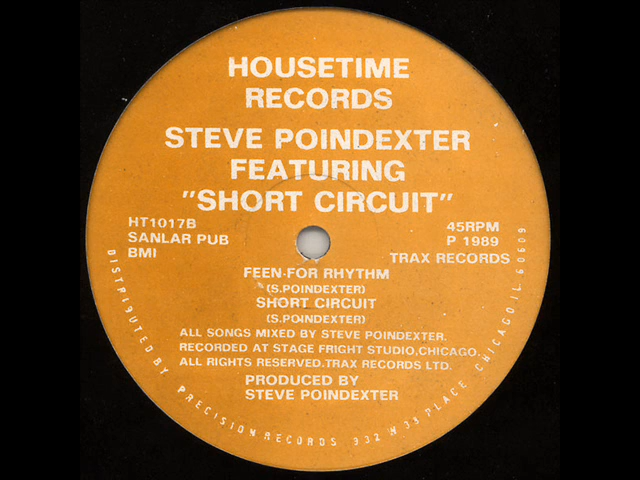 HOUSETIME
RECORDS
STEVE POINDEXTER
FEATURING
"SHORT CIRCUIT"
HT1017B
SANLAR PUB
BMI
45RPM
P 1989
TRAX RECORDS
FEEN-FOR RHYTHM
(S.POINDEXTER)
SHORT CIRCUIT
(S.POINDEXTER)
ALL SONGS MIXED BY STEVE POINDEXTER.
RECORDED AT STAGE FRIGHT STUDIO,CHICAGO.
ALL RIGHTS RESERVED.TRAX RECORDS LTD.
PRODUCED BY
STEVE POINDEXTER
DISTRIBUTED BY PRECISION RECORDS 932 W 38 PLACE CHICAGO IL 60609